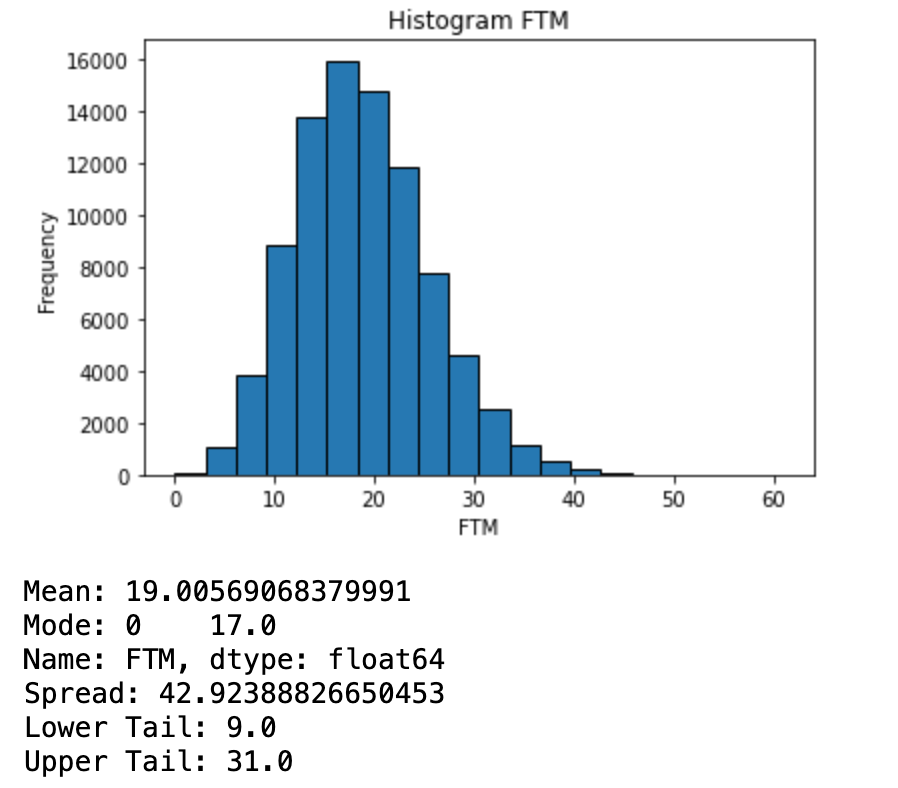 Histogram FTM
16000
14000
12000
10000
8000
6000
4000
2000
0
Frequency
0 10 20 30 40 50 60
FTM
Mean: 19.00569068379991
Mode: 0    17.0
Name: FTM, dtype: float64
Spread: 42.92388826650453
Lower Tail: 9.0
Upper Tail: 31.0